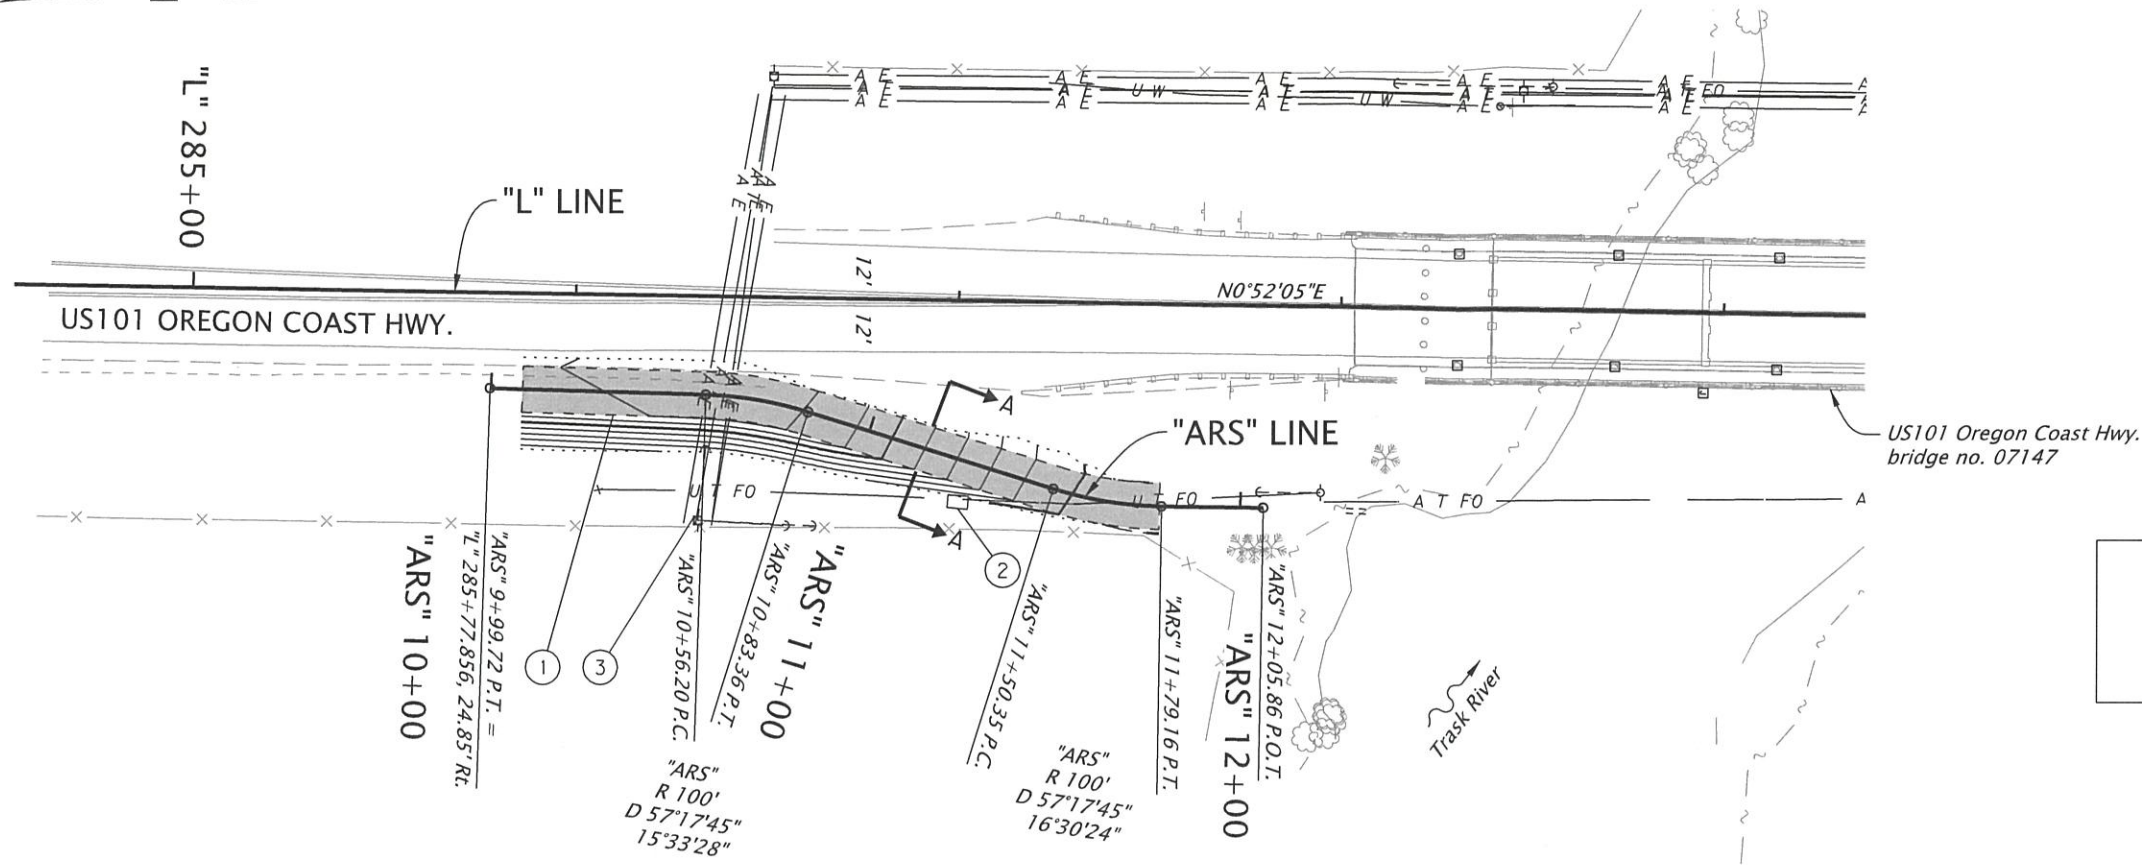 A E A E A E A E A E A
A E U W A E U W A E A E FO A
A E A E A E A E A E A
"L" 285+00
"L" LINE
A A A
A T E
A E E
12'
12'
N0°52'05"E
US101 OREGON COAST HWY.
A
"ARS" LINE
US101 Oregon Coast Hwy.
bridge no. 07147
U T FO
U T FO
A T FO
A
A
1
2
3
"ARS" 10+00
"ARS" 9+99.72 P.T. =
"L" 285+77.856, 24.85' Rt.
"ARS" 10+56.20 P.C.
"ARS" 10+83.36 P.T.
"ARS" 11+00
"ARS" 11+50.35 P.C.
"ARS" 11+79.16 P.T.
"ARS" 12+00
"ARS" 12+05.86 P.O.T.
Trask River
"ARS"
R 100'
D 57°17'45"
15°33'28"
"ARS"
R 100'
D 57°17'45"
16°30'24"